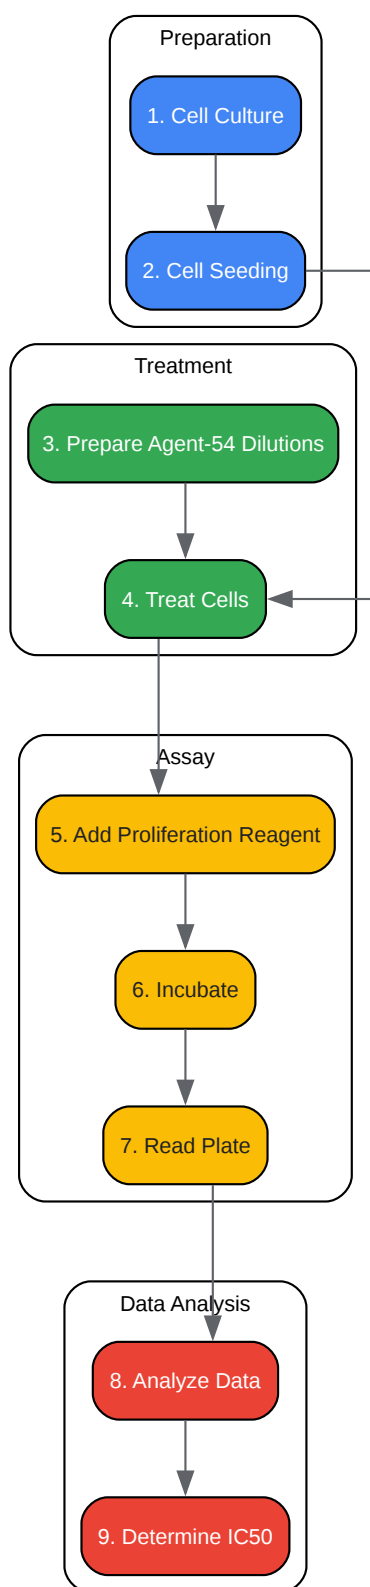 Preparation
1. Cell Culture
2. Cell Seeding
Treatment
3. Prepare Agent-54 Dilutions
4. Treat Cells
Assay
5. Add Proliferation Reagent
6. Incubate
7. Read Plate
Data Analysis
8. Analyze Data
9. Determine IC50